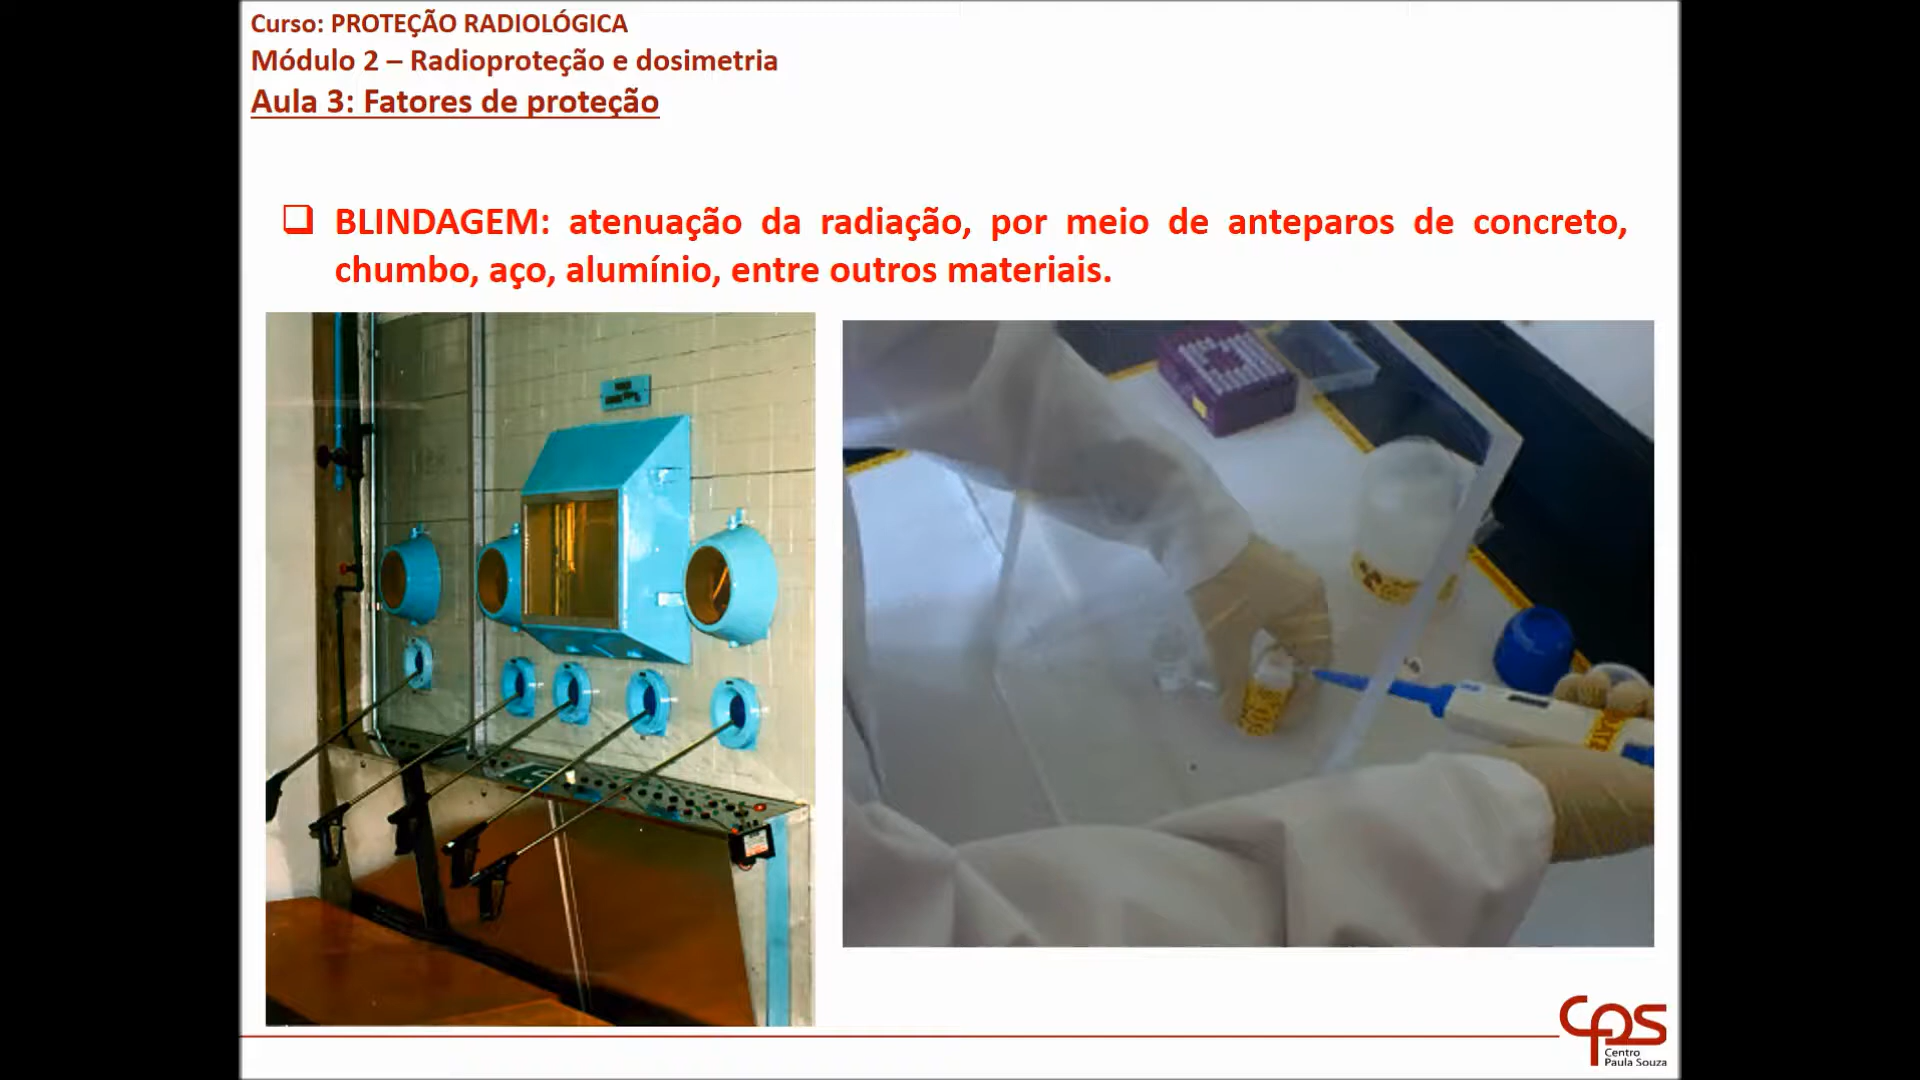 Curso: PROTEÇÃO RADIOLÓGICA
Módulo 2 – Radioproteção e dosimetria
Aula 3: Fatores de proteção
BLINDAGEM: atenuação da radiação, por meio de anteparos de concreto,
chumbo, aço, alumínio, entre outros materiais.
cps
Centro
Paula Souza